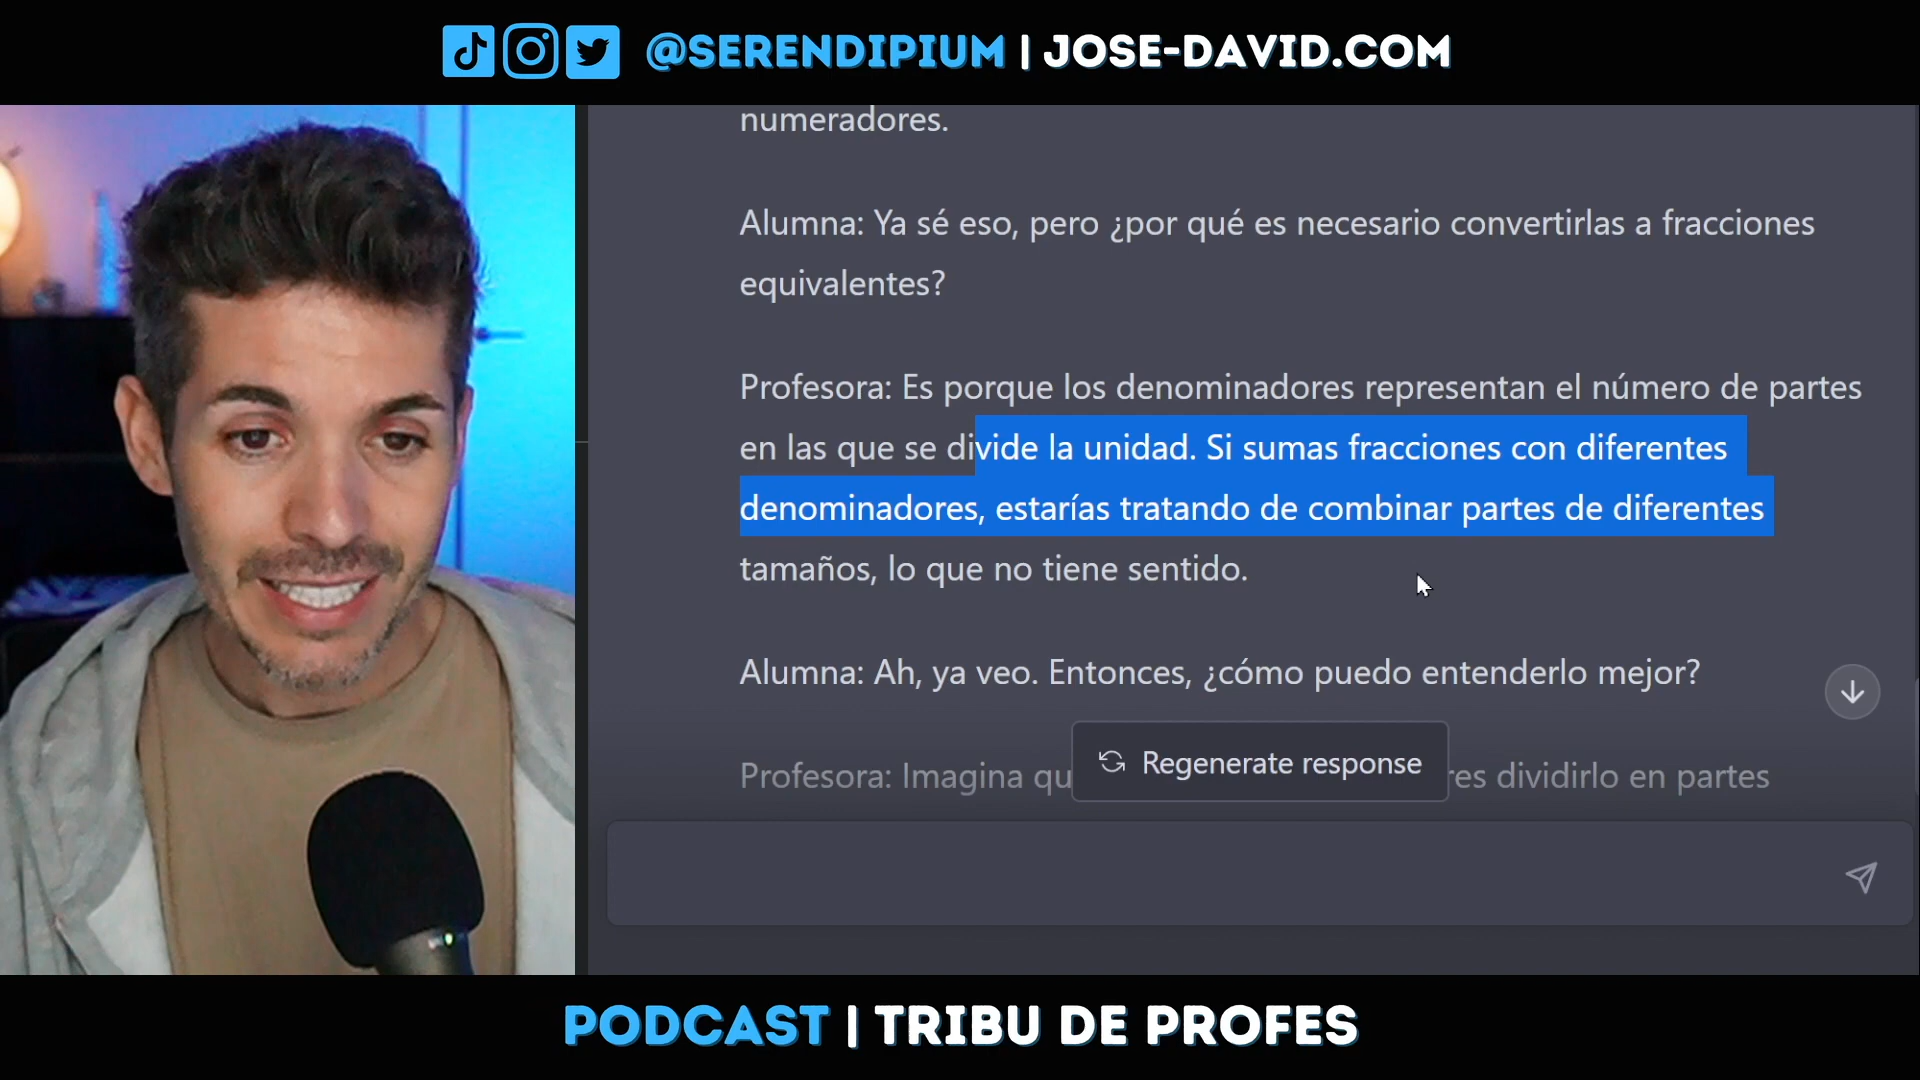 @SERENDIPIUM | JOSE-DAVID.COM
numeradores.
Alumna: Ya sé eso, pero ¿por qué es necesario convertirlas a fracciones
equivalentes?
Profesora: Es porque los denominadores representan el número de partes
en las que se divide la unidad. Si sumas fracciones con diferentes
denominadores, estarías tratando de combinar partes de diferentes
tamaños, lo que no tiene sentido.
Alumna: Ah, ya veo. Entonces, ¿cómo puedo entenderlo mejor?
Profesora: Imagina qu
Regenerate response
es dividirlo en partes
PODCAST | TRIBU DE PROFES